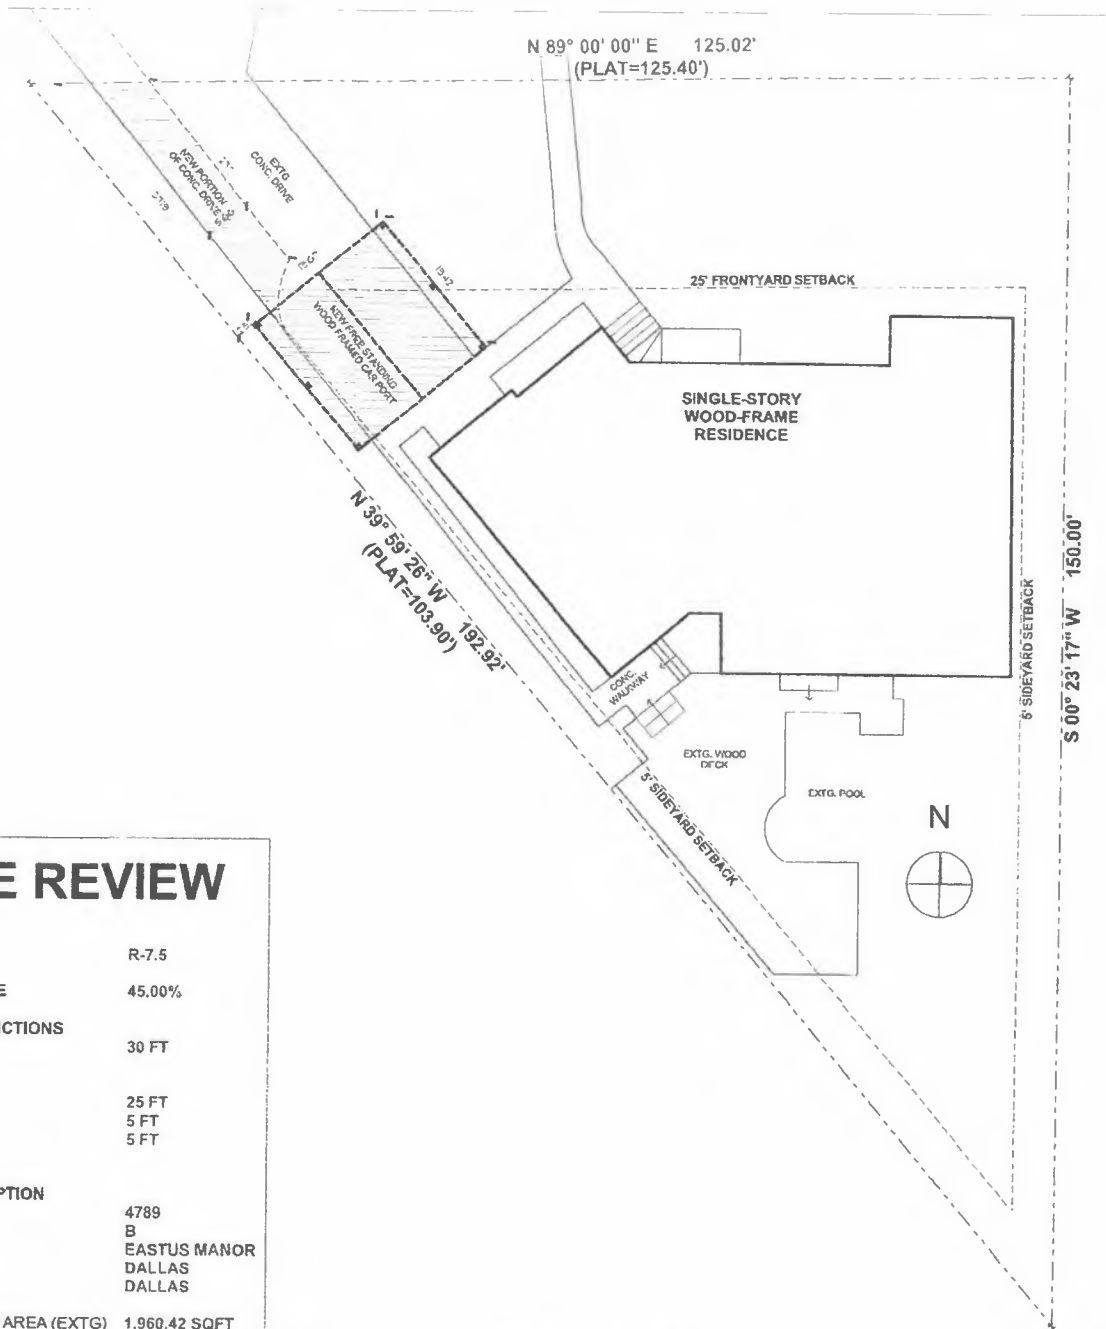 N 89° 00' 00" E 125.02'
(PLAT=125.40')
NEW PORTION
OF CONC. DRIVE
EXTG
CONC. DRIVE
NEW FREE STANDING
WOOD FRAMED CAR PORT
25' FRONTYARD SETBACK
SINGLE-STORY
WOOD-FRAME
RESIDENCE
N 39° 59' 26" W 192.92'
(PLAT=103.90')
5' SIDEYARD SETBACK
S 00° 23' 17" W 150.00'
CONC.
WALKWAY
EXTG. WOOD
DECK
EXTG. POOL
5' SIDEYARD SETBACK
N
E REVIEW
R-7.5
E 45.00%
ICTIONS
30 FT
25 FT
5 FT
5 FT
PTION
4789
B
EASTUS MANOR
DALLAS
DALLAS
AREA (EXTG) 1,960.42 SQFT